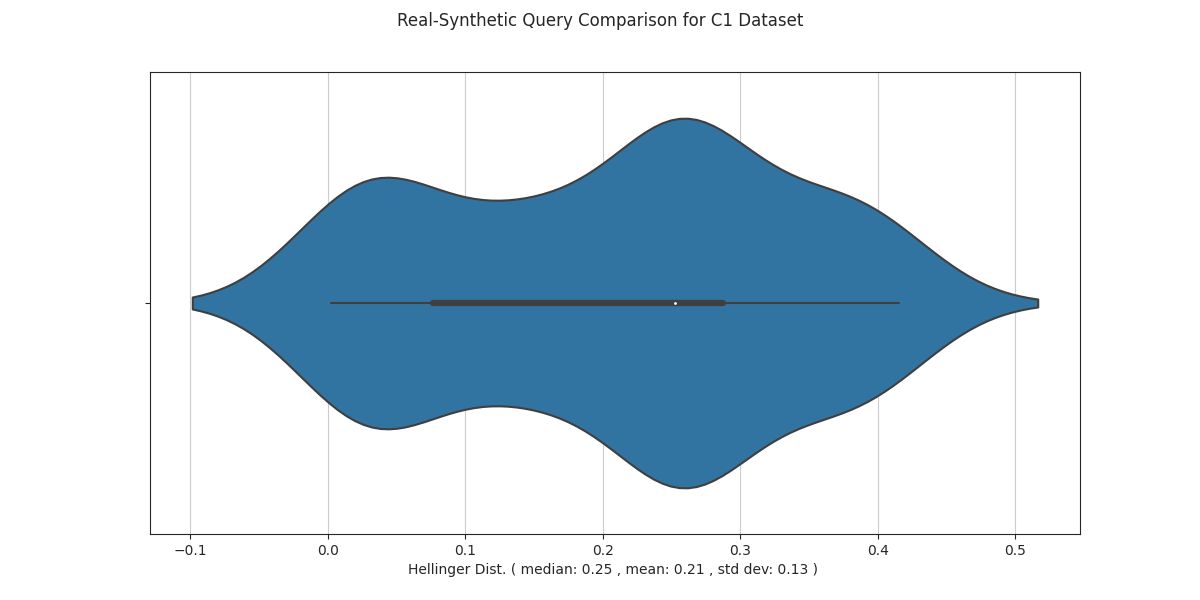 Real-Synthetic Query Comparison for C1 Dataset
−0.1 0.0 0.1 0.2 0.3 0.4 0.5
Hellinger Dist. ( median: 0.25 , mean: 0.21 , std dev: 0.13 )